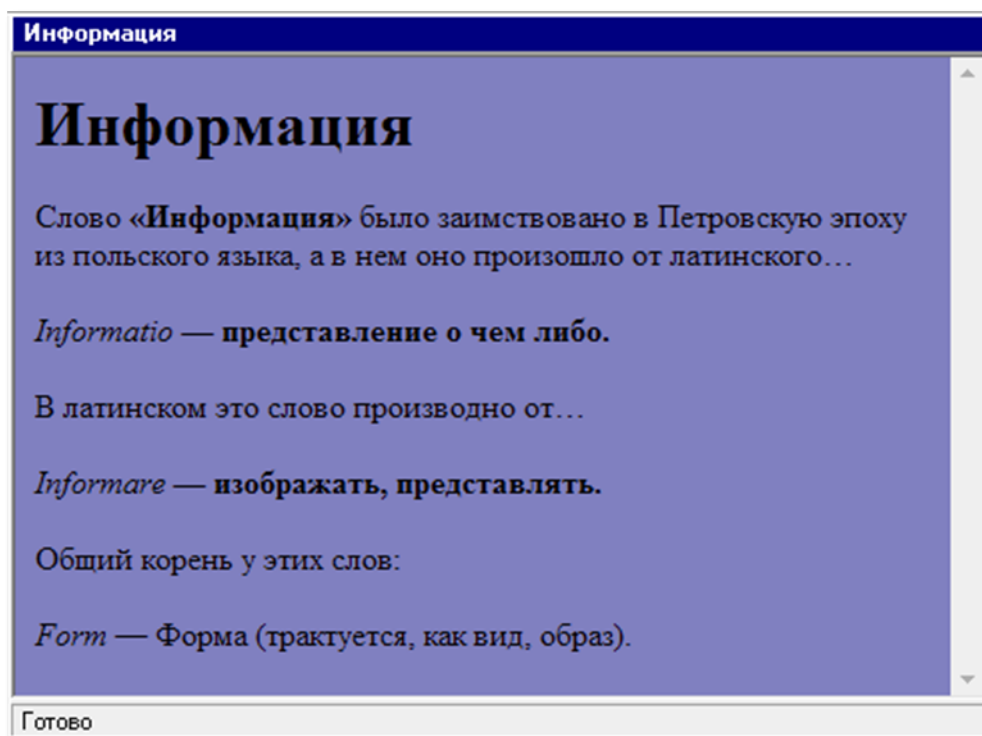 Информация
Информация
Слово «Информация» было заимствовано в Петровскую эпоху
из польского языка, а в нем оно произошло от латинского…
Informatio — представление о чем либо.
В латинском это слово производно от…
Informare — изображать, представлять.
Общий корень у этих слов:
Form — Форма (трактуется, как вид, образ).
Готово